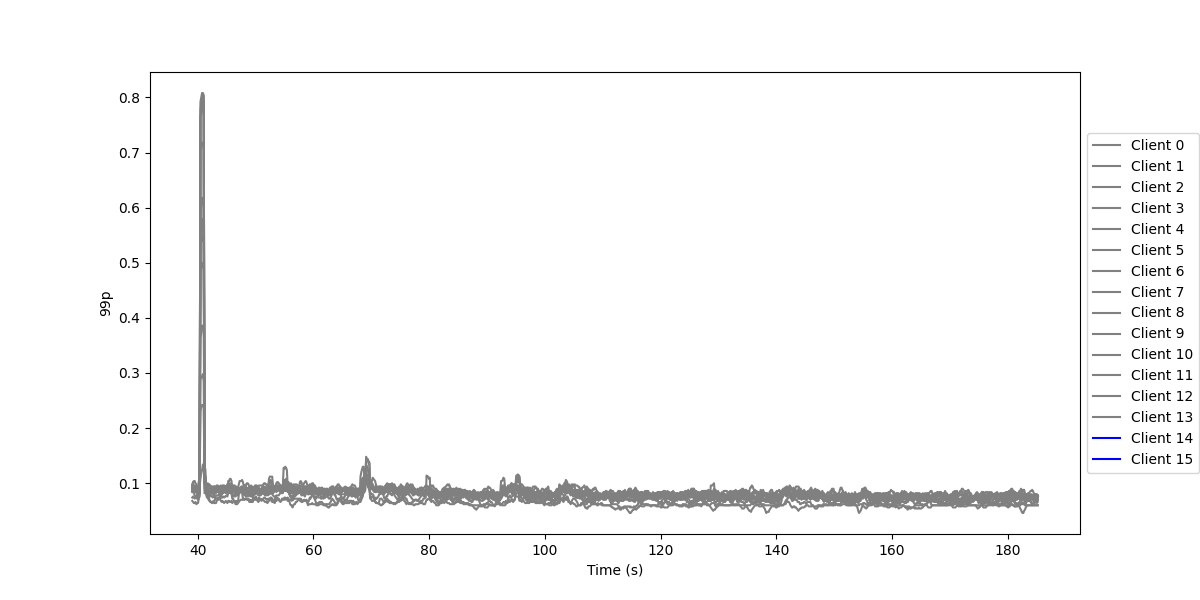 0.8
0.7
0.6
0.5
0.4
0.3
0.2
0.1
99p
40
60
80
100
120
140
160
180
Time (s)
Client 0
Client 1
Client 2
Client 3
Client 4
Client 5
Client 6
Client 7
Client 8
Client 9
Client 10
Client 11
Client 12
Client 13
Client 14
Client 15